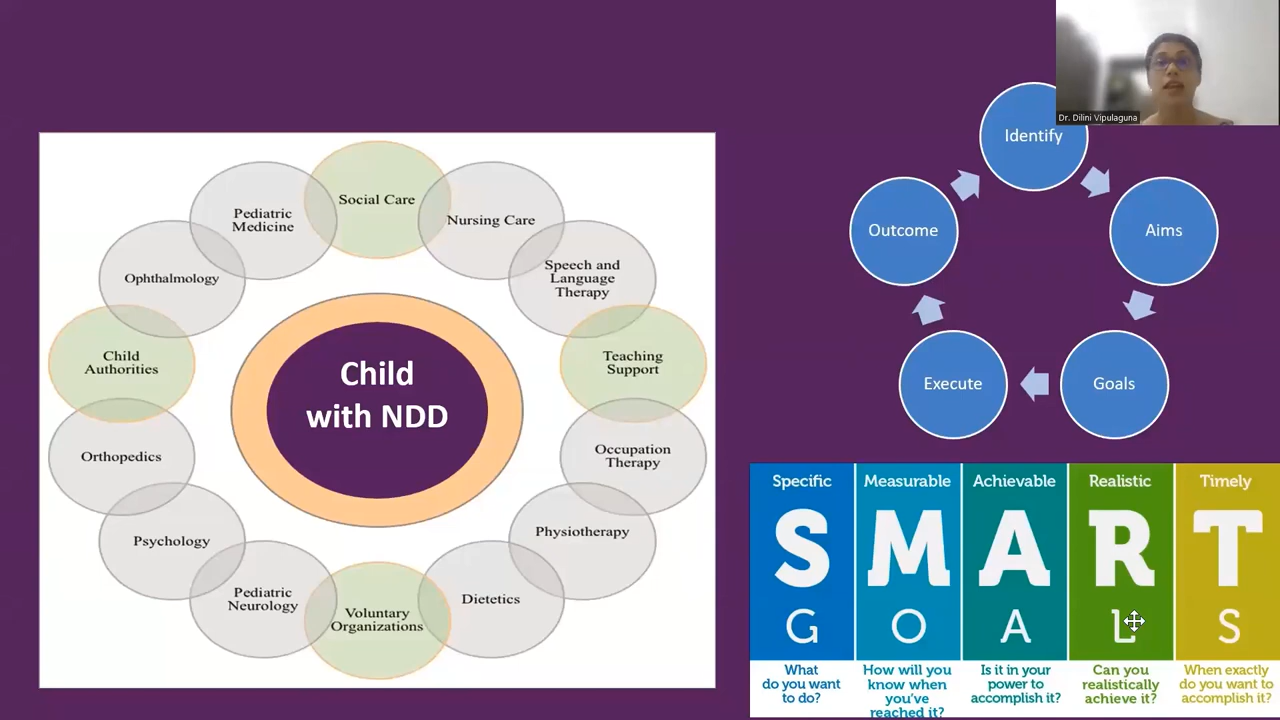 Dr. Dilini Vipulaguna
Social Care
Nursing Care
Speech and
Language
Therapy
Teaching
Support
Occupation
Therapy
Physiotherapy
Dietetics
Voluntary
Organizations
Pediatric
Neurology
Psychology
Orthopedics
Child
Authorities
Ophthalmology
Pediatric
Medicine
Child
with NDD
Identify
Aims
Goals
Execute
Outcome
Specific Measurable Achievable Realistic Timely
S M A R T
G O A L S
What
do you want
to do?
How will you
know when
you've
reached it?
Is it in your
power to
accomplish it?
Can you
realistically
achieve it?
When exactly
do you want to
accomplish it?